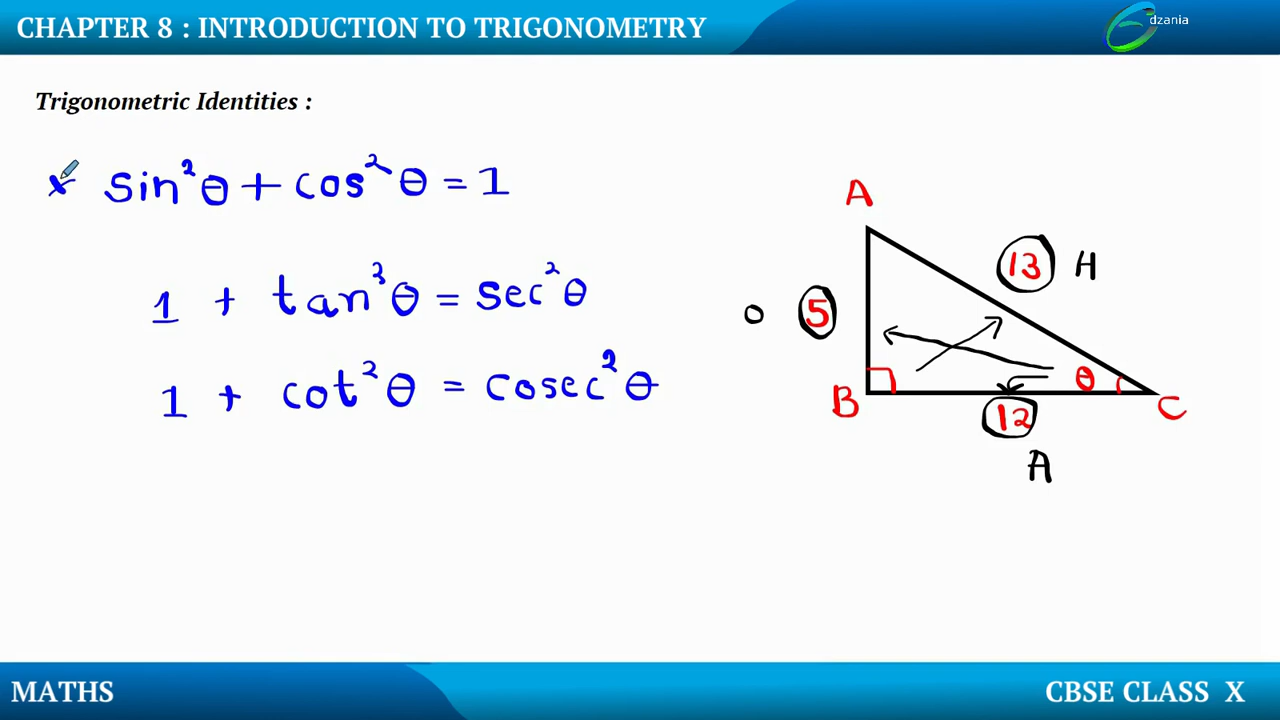 CHAPTER 8 : INTRODUCTION TO TRIGONOMETRY
Edzania
Trigonometric Identities :
× sin²θ + cos²θ = 1
1 + tan³θ = sec²θ
1 + cot²θ = cosec²θ
A
13 H
O 5
θ
B
12
C
A
MATHS
CBSE CLASS X